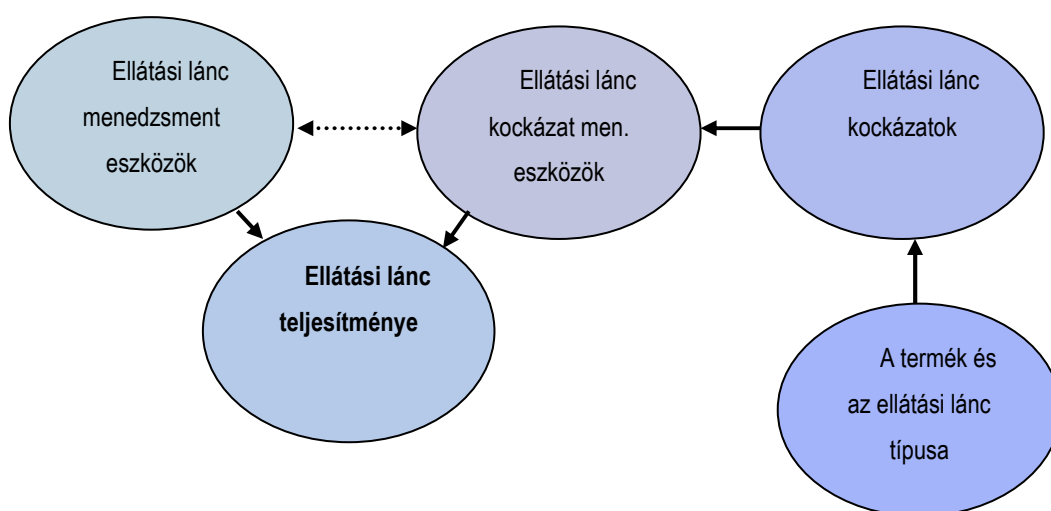 Ellátási lánc
menedzsment
eszközök
Ellátási lánc
kockázat men.
eszközök
Ellátási lánc
kockázatok
Ellátási lánc
teljesítménye
A termék és
az ellátási lánc
típusa